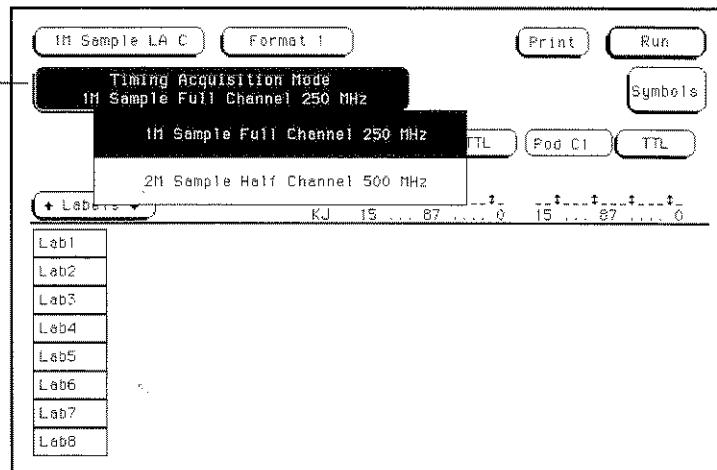 1M Sample LA C Format 1 Print Run
Timing Acquisition Mode
1M Sample Full Channel 250 MHz
Symbols
1M Sample Full Channel 250 MHz
TTL Pod C1 TTL
2M Sample Half Channel 500 MHz
+ Labels +
KJ 15 ... 87 .... 0 15 ... 87 .... 0
Lab1
Lab2
Lab3
Lab4
Lab5
Lab6
Lab7
Lab8